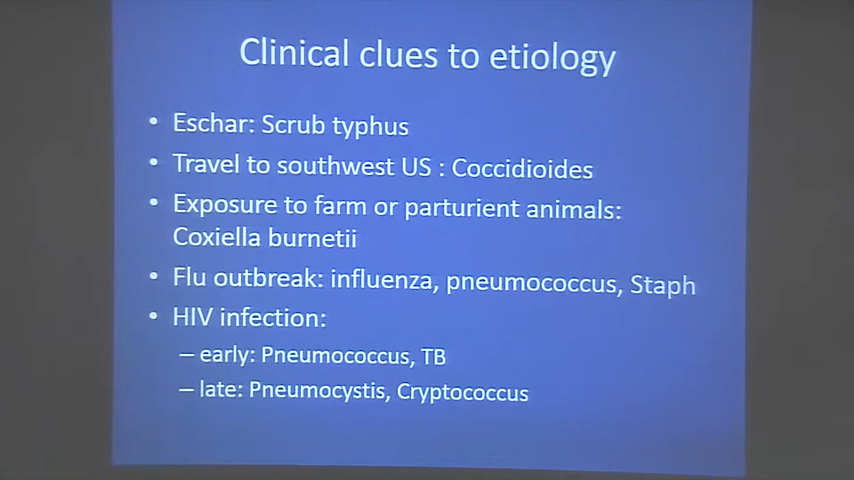 Clinical clues to etiology
• Eschar: Scrub typhus
• Travel to southwest US : Coccidioides
• Exposure to farm or parturient animals:
Coxiella burnetii
• Flu outbreak: influenza, pneumococcus, Staph
• HIV infection:
– early: Pneumococcus, TB
– late: Pneumocystis, Cryptococcus